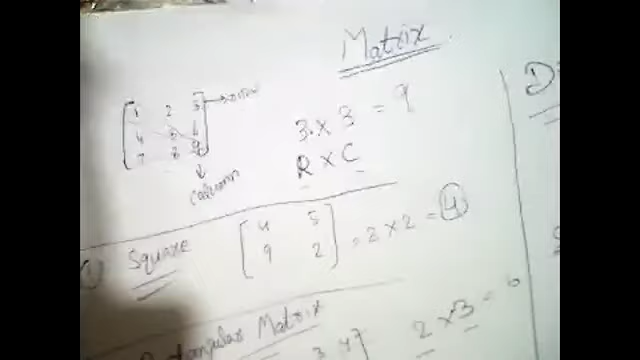 Matrix
1 2 3 → row
4 5 6
7 8 9
↓
column
3 × 3 = 9
R × C
1) Square [4 5
9 2] = 2 × 2 = 4
Rectangular Matrix
2 × 3 = 6